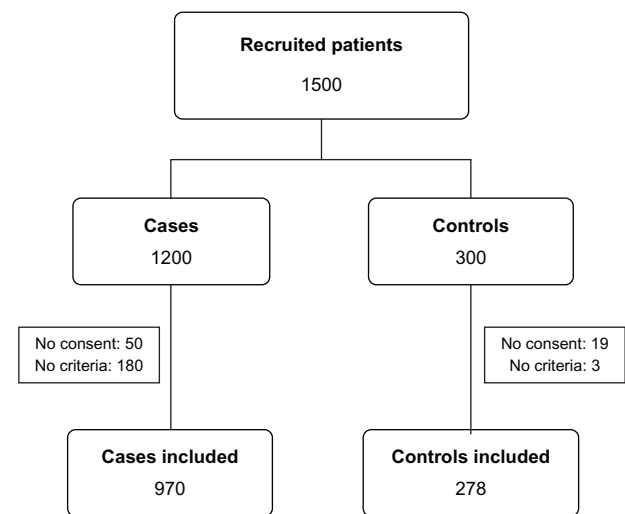 Recruited patients
1500
Cases
1200
Controls
300
No consent: 50
No criteria: 180
No consent: 19
No criteria: 3
Cases included
970
Controls included
278